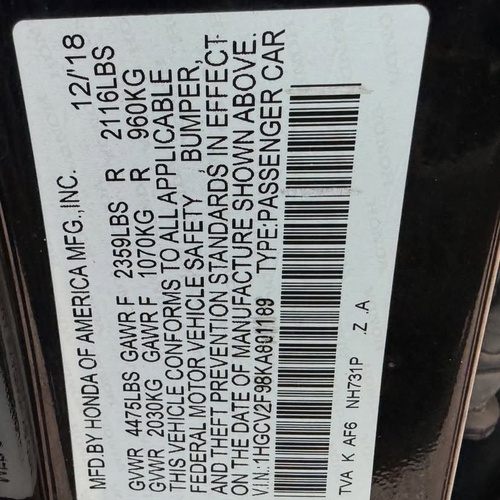 MFD.BY HONDA OF AMERICA MFG.,INC. 12/'18
GVWR 4475LBS GAWR F 2359LBS R 2116LBS
GVWR 2030KG GAWR F 1070KG R 960KG
THIS VEHICLE CONFORMS TO ALL APPLICABLE
FEDERAL MOTOR VEHICLE SAFETY , BUMPER,
AND THEFT PREVENTION STANDARDS IN EFFECT
ON THE DATE OF MANUFACTURE SHOWN ABOVE.
V.I.N.: 1HGCV2F98KA801189 TYPE:PASSENGER CAR
TVA K AF6 NH731P .Z .A